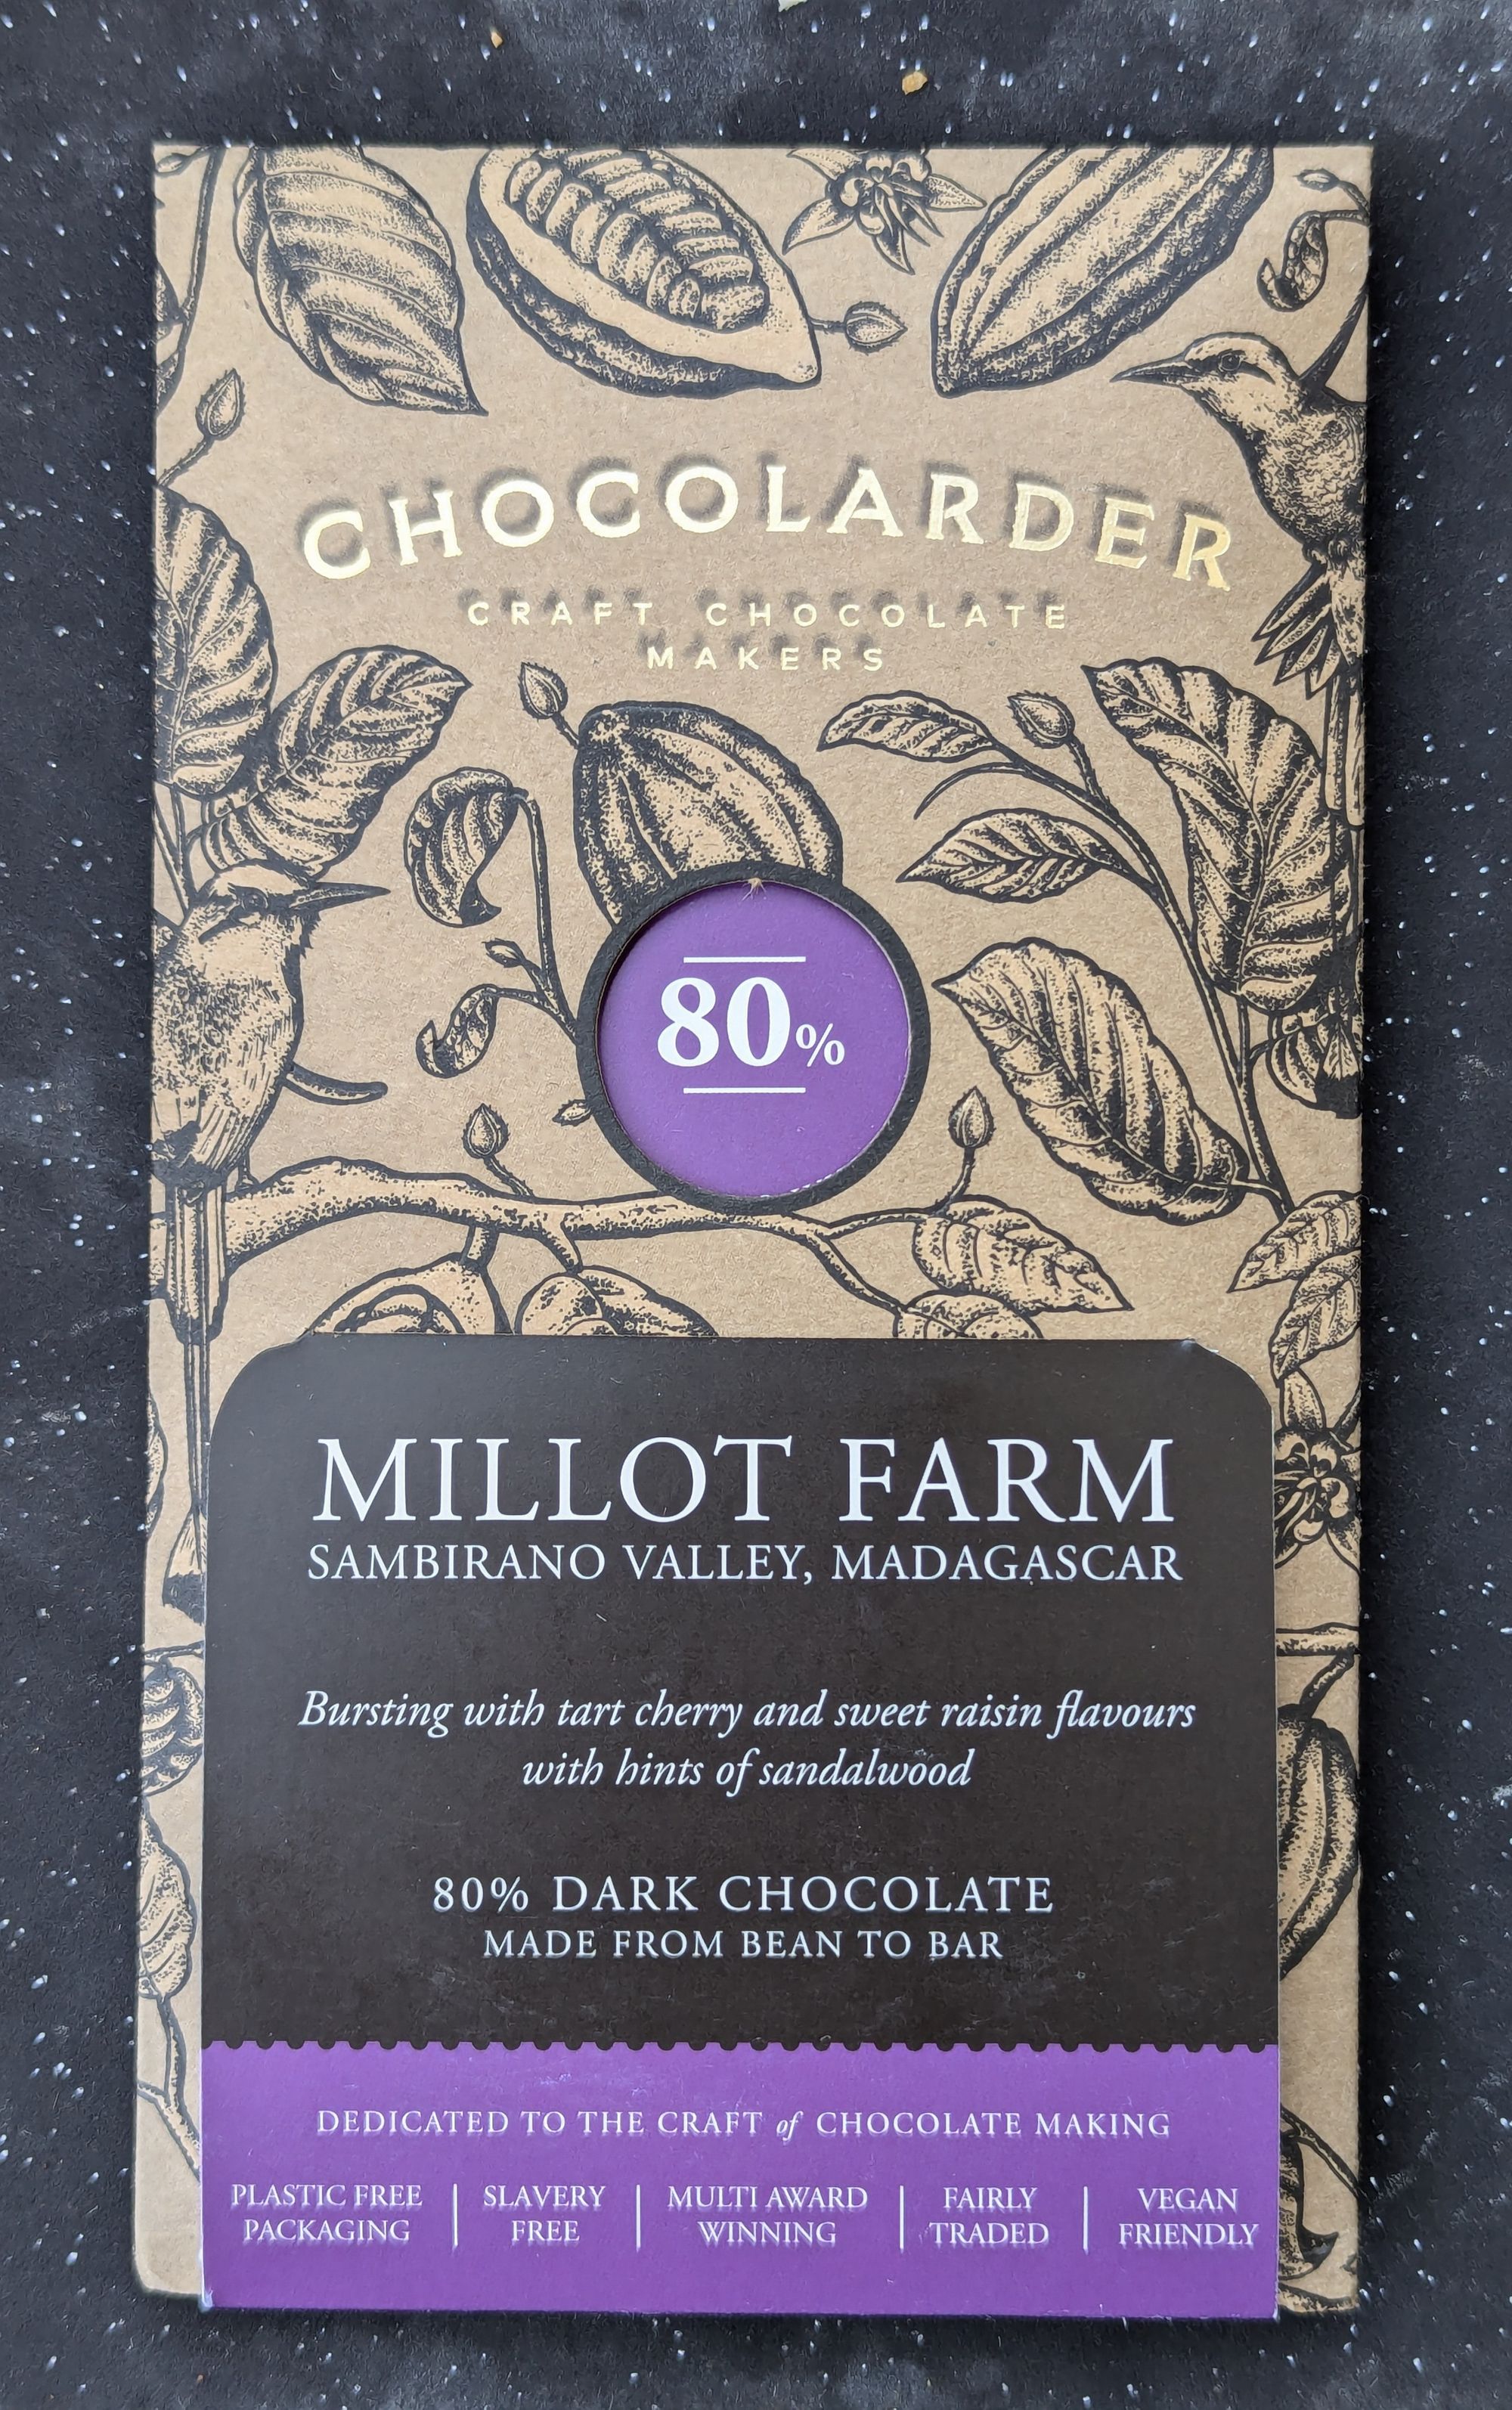 CHOCOLARDER
CRAFT CHOCOLATE
MAKERS
80%
MILLOT FARM
SAMBIRANO VALLEY, MADAGASCAR
Bursting with tart cherry and sweet raisin flavours
with hints of sandalwood
80% DARK CHOCOLATE
MADE FROM BEAN TO BAR
DEDICATED TO THE CRAFT of CHOCOLATE MAKING
PLASTIC FREE
PACKAGING
SLAVERY
FREE
MULTI AWARD
WINNING
FAIRLY
TRADED
VEGAN
FRIENDLY